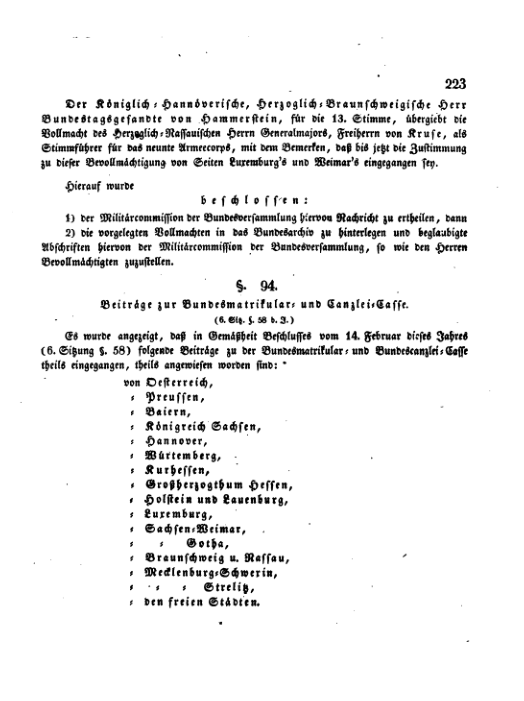 223
Der Königlich-Hannöverische, Herzoglich-Braunschweigische Herr
Bundestagsgesandte von Hammerstein, für die 13. Stimme, übergiebt die
Vollmacht des Herzoglich-Nassauischen Herrn Generalmajors, Freiherrn von Kruse, als
Stimmführer für das neunte Armeecorps, mit dem Bemerken, daß bis jetzt die Zustimmung
zu dieser Bevollmächtigung von Seiten Luxemburg's und Weimar's eingegangen sey.
Hierauf wurde
beschlossen:
1) der Militärcommission der Bundesversammlung hiervon Nachricht zu ertheilen, dann
2) die vorgelegten Vollmachten in das Bundesarchiv zu hinterlegen und beglaubigte
Abschriften hiervon der Militärcommission der Bundesversammlung, so wie den Herren
Bevollmächtigten zuzustellen.
§. 94.
Beiträge zur Bundesmatrikular- und Canzlei-Casse.
(6. Sitz. §. 58 d. J.)
Es wurde angezeigt, daß in Gemäßheit Beschlusses vom 14. Februar dieses Jahres
(6. Sitzung §. 58) folgende Beiträge zu der Bundesmatrikular- und Bundescanzlei-Casse
theils eingegangen, theils angewiesen worden sind:
von Oesterreich,
" Preussen,
" Baiern,
" Königreich Sachsen,
" Hannover,
" Würtemberg,
" Kurhessen,
" Großherzogthum Hessen,
" Holstein und Lauenburg,
" Luxemburg,
" Sachsen-Weimar,
" " Gotha,
" Braunschweig u. Nassau,
" Mecklenburg-Schwerin,
" " " Strelitz,
" den freien Städten.